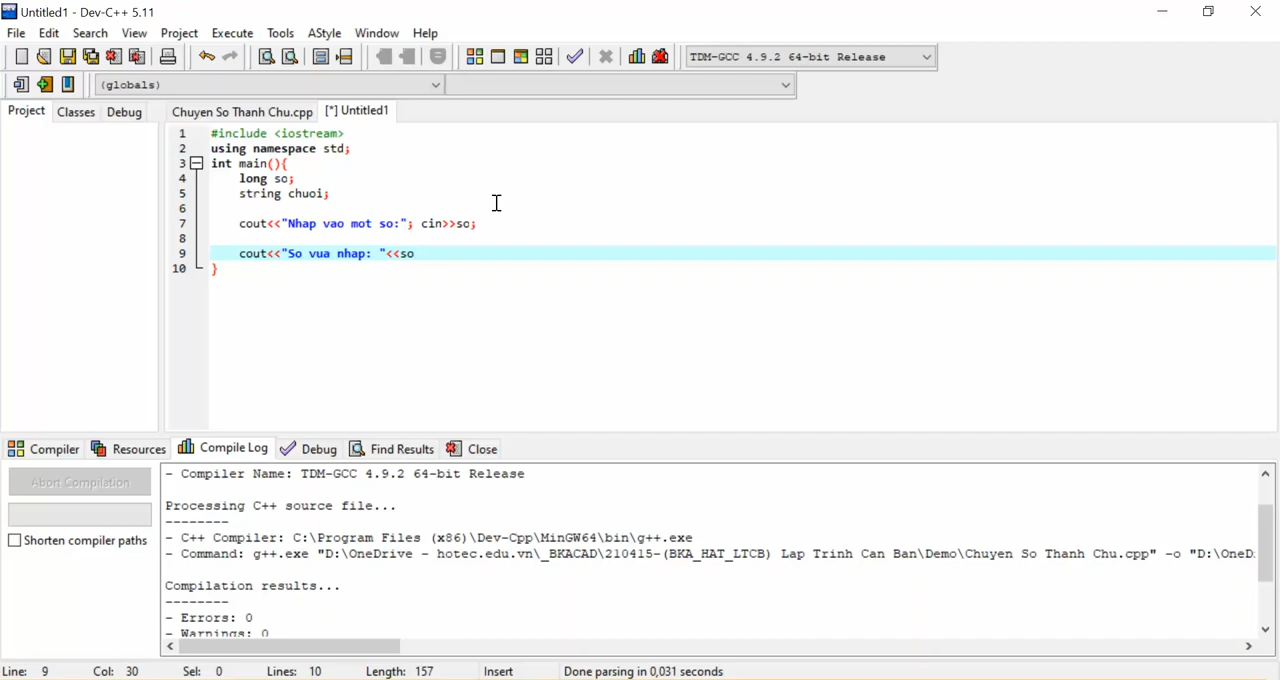 Untitled1 - Dev-C++ 5.11
File Edit Search View Project Execute Tools AStyle Window Help
TDM-GCC 4.9.2 64-bit Release
(globals)
Project Classes Debug Chuyen So Thanh Chu.cpp [*] Untitled1
1 #include <iostream>
2 using namespace std;
3 int main(){
4 long so;
5 string chuoi;
6
7 cout<<"Nhap vao mot so:"; cin>>so;
8
9 cout<<"So vua nhap: "<<so
10 }
Compiler Resources Compile Log Debug Find Results Close
Abort Compilation
Shorten compiler paths
- Compiler Name: TDM-GCC 4.9.2 64-bit Release
Processing C++ source file...
--------
- C++ Compiler: C:\Program Files (x86)\Dev-Cpp\MinGW64\bin\g++.exe
- Command: g++.exe "D:\OneDrive - hotec.edu.vn\_BKACAD\210415-(BKA_HAT_LTCB) Lap Trinh Can Ban\Demo\Chuyen So Thanh Chu.cpp" -o "D:\OneD
Compilation results...
--------
- Errors: 0
- Warnings: 0
Line: 9 Col: 30 Sel: 0 Lines: 10 Length: 157 Insert Done parsing in 0,031 seconds